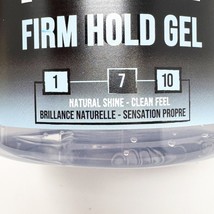 FIRM HOLD GEL
1 7 10
NATURAL SHINE - CLEAN FEEL
BRILLANCE NATURELLE - SENSATION PROPRE